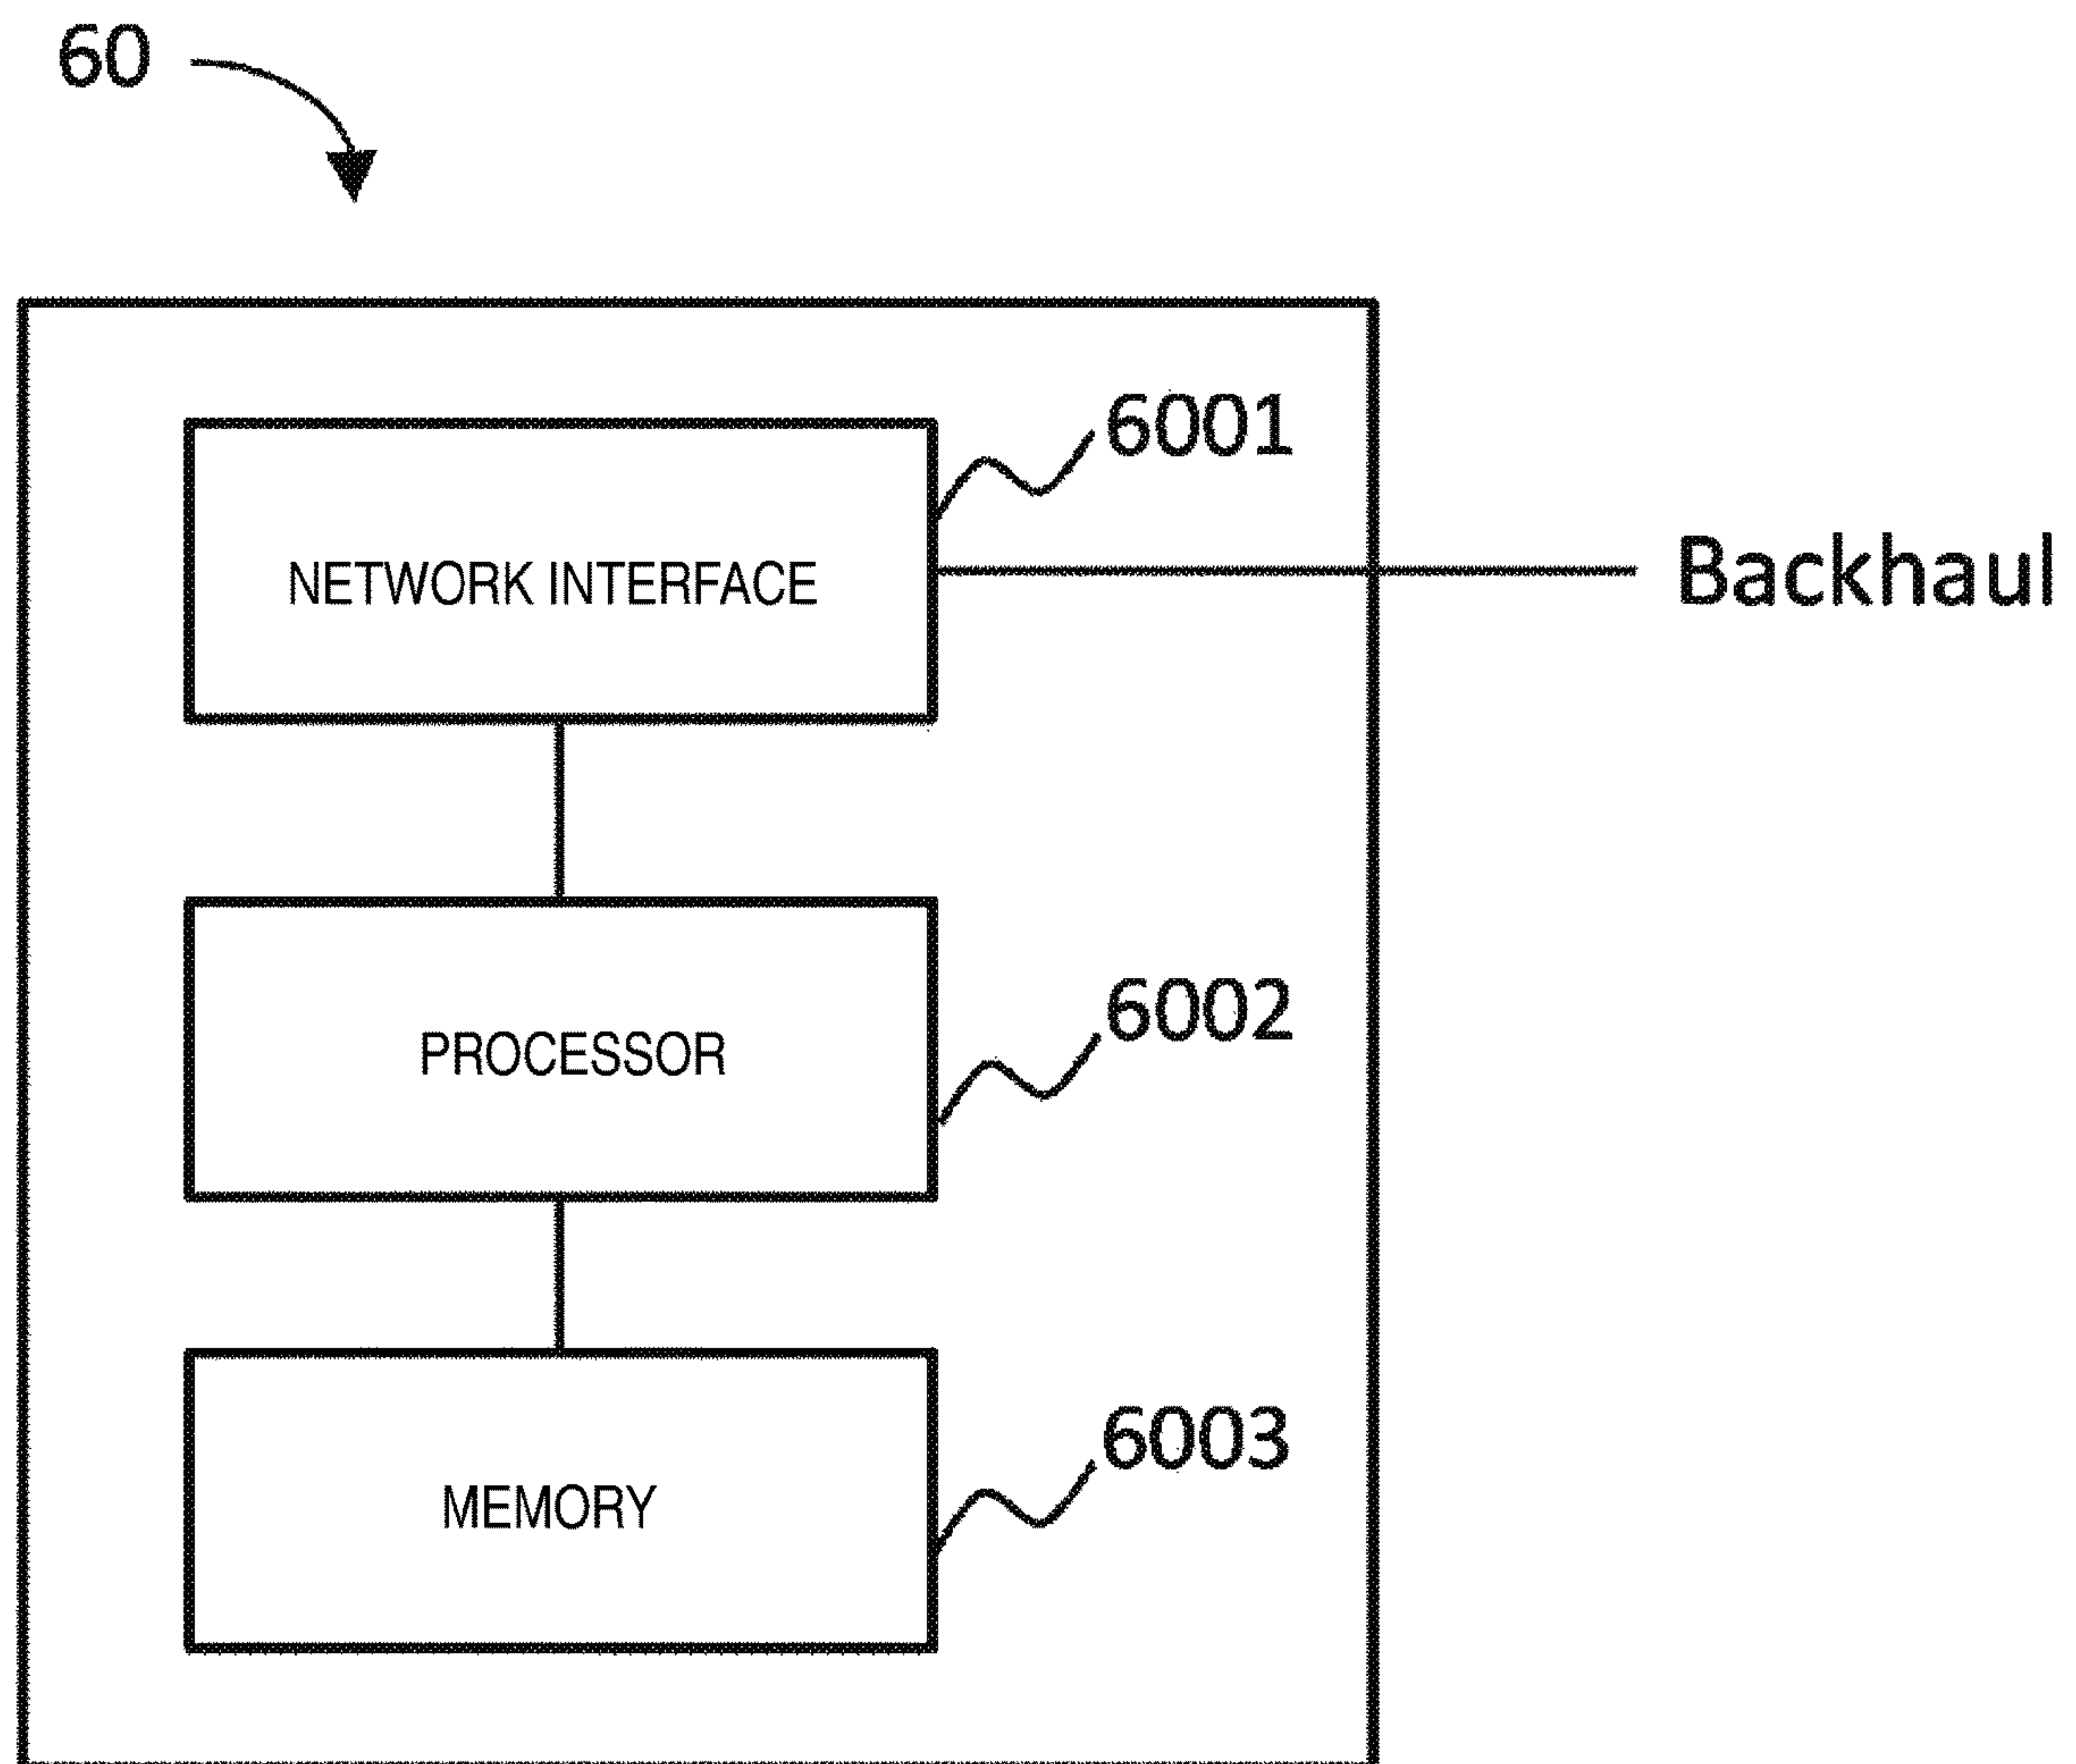 60
6001
NETWORK INTERFACE
Backhaul
6002
PROCESSOR
6003
MEMORY